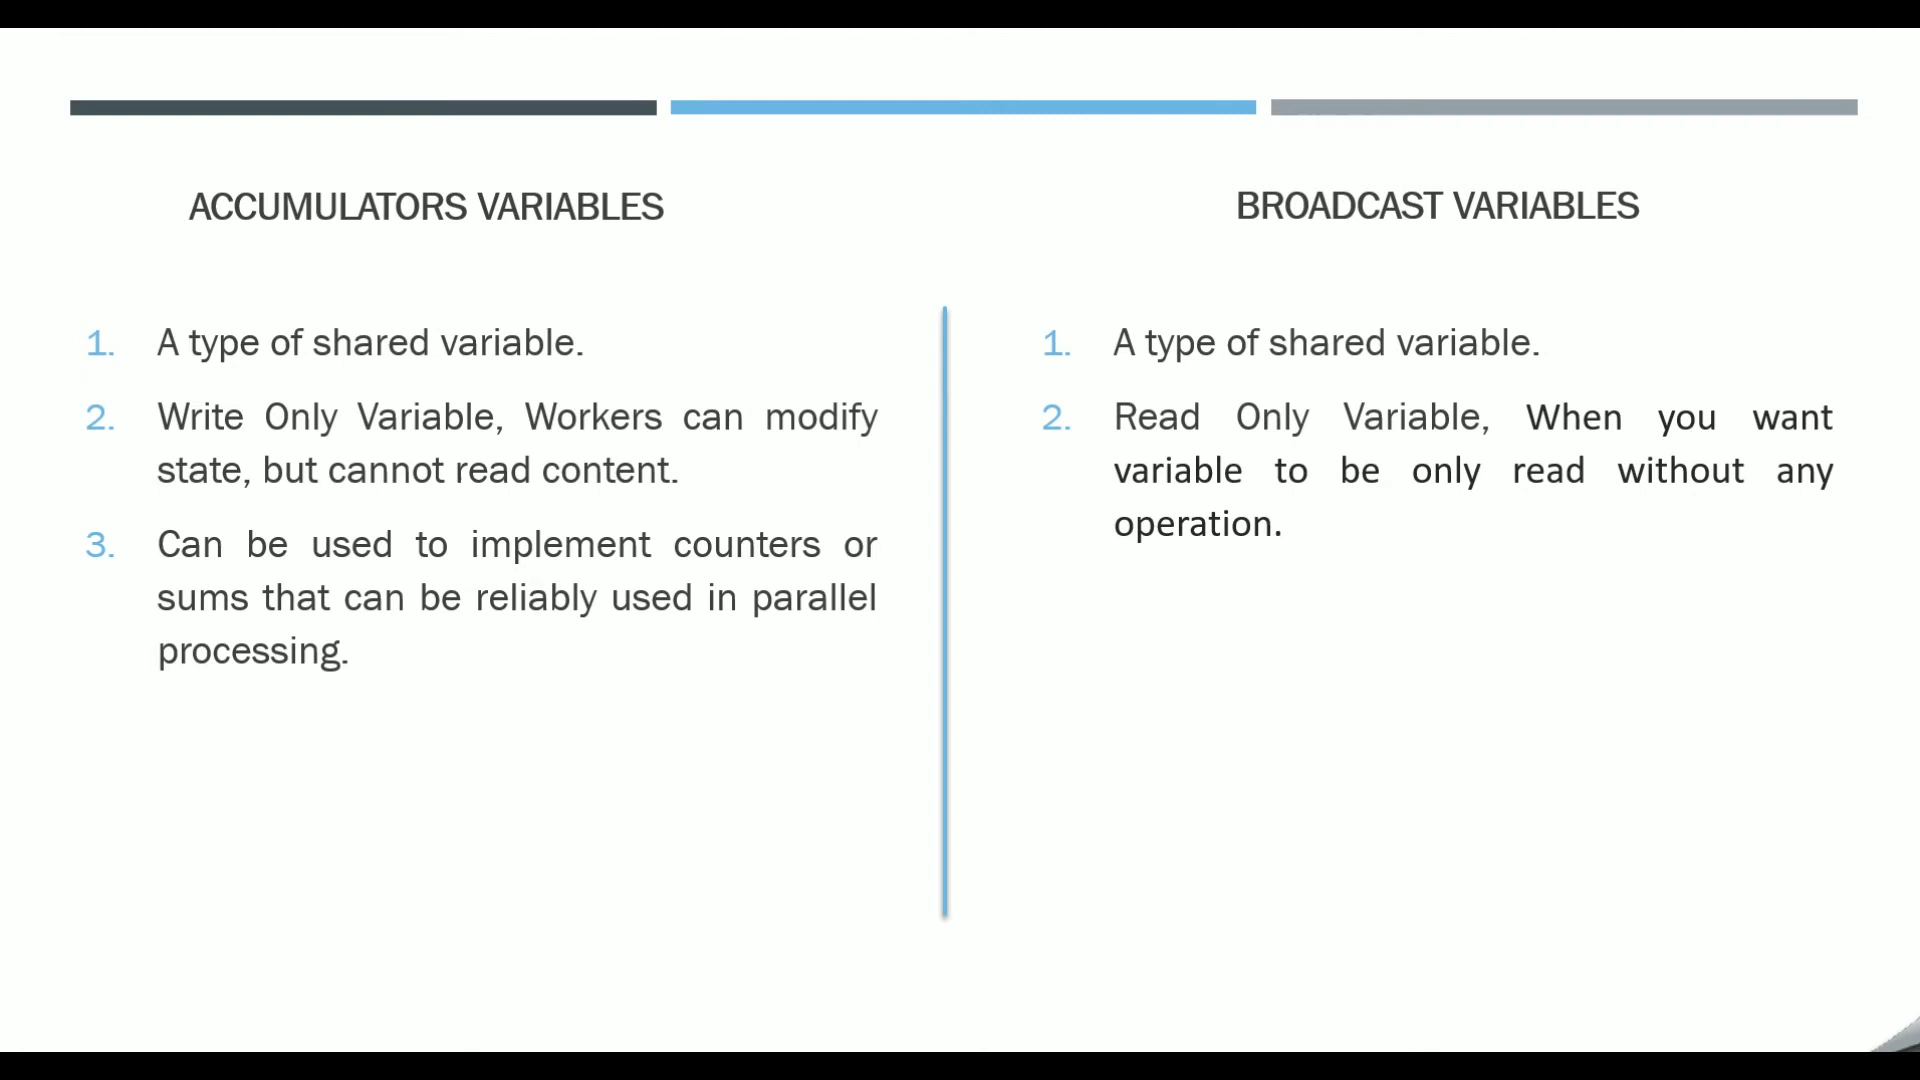 ACCUMULATORS VARIABLES
1. A type of shared variable.
2. Write Only Variable, Workers can modify
state, but cannot read content.
3. Can be used to implement counters or
sums that can be reliably used in parallel
processing.
BROADCAST VARIABLES
1. A type of shared variable.
2. Read Only Variable, When you want
variable to be only read without any
operation.